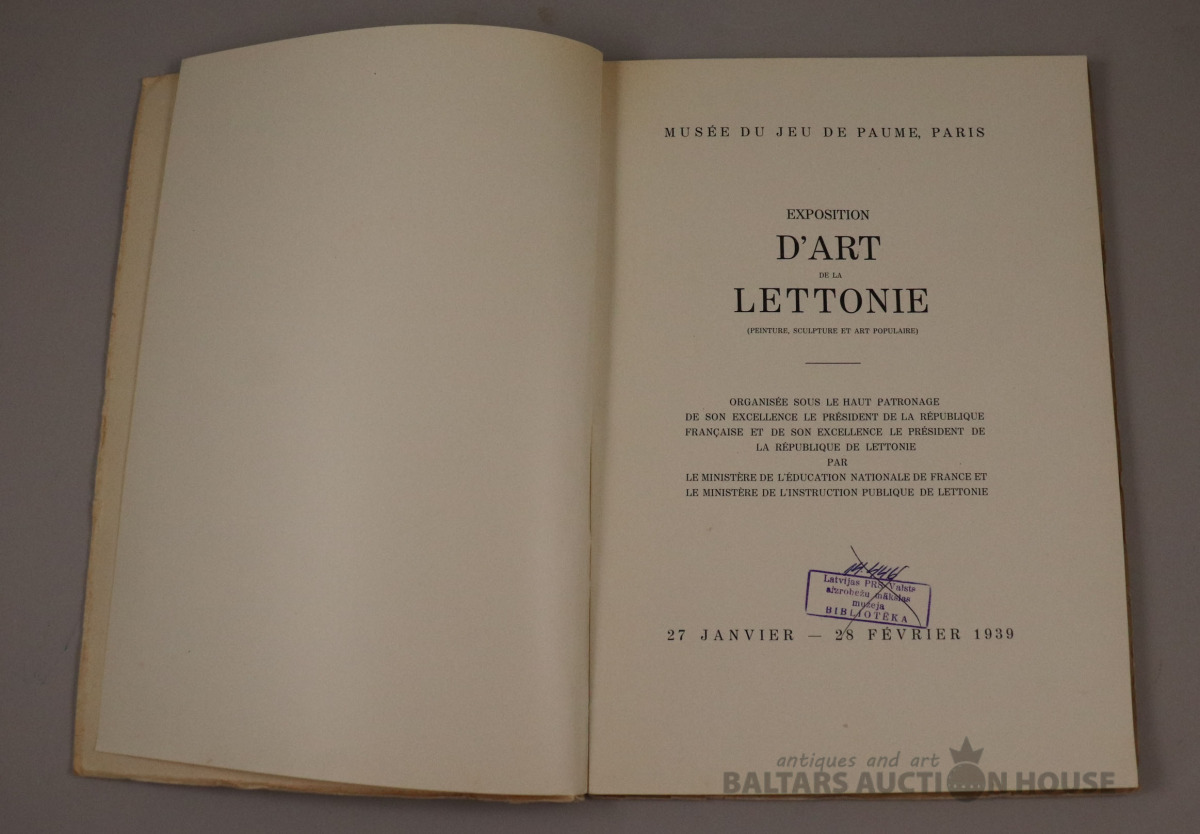 MUSÉE DU JEU DE PAUME, PARIS
EXPOSITION
D'ART
DE LA
LETTONIE
(PEINTURE, SCULPTURE ET ART POPULAIRE)
ORGANISÉE SOUS LE HAUT PATRONAGE
DE SON EXCELLENCE LE PRÉSIDENT DE LA RÉPUBLIQUE
FRANÇAISE ET DE SON EXCELLENCE LE PRÉSIDENT DE
LA RÉPUBLIQUE DE LETTONIE
PAR
LE MINISTÈRE DE L'ÉDUCATION NATIONALE DE FRANCE ET
LE MINISTÈRE DE L'INSTRUCTION PUBLIQUE DE LETTONIE
Latvijas PRS Valsts
aizrobežu mākslas
muzeja
BIBLIOTĒKA
27 JANVIER — 28 FÉVRIER 1939
antiques and art
BALTARS AUCTION HOUSE